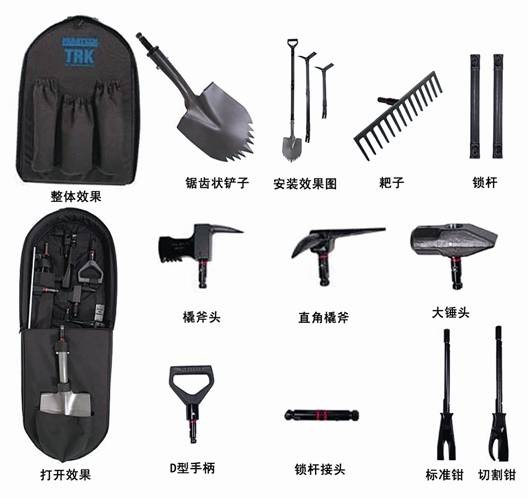 TRK
整体效果
锯齿状铲子
安装效果图
耙子
锁杆
橇斧头
直角橇斧
大锤头
打开效果
D型手柄
锁杆接头
标准钳
切割钳